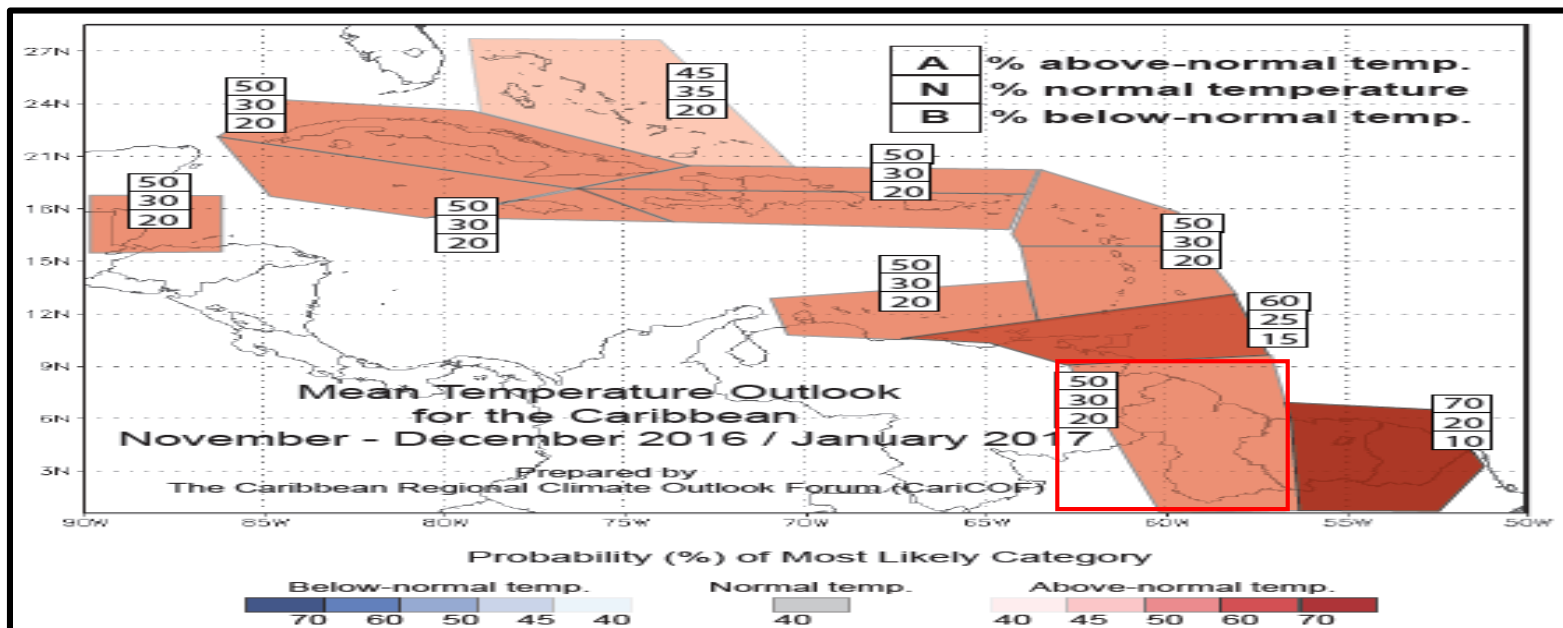 27N
24N
21N
18N
15N
12N
9N
6N
3N
A % above-normal temp.
N % normal temperature
B % below-normal temp.
45
35
20
50
30
20
50
30
20
50
30
20
50
30
20
50
30
20
50
30
20
60
25
15
50
30
20
70
20
10
Mean Temperature Outlook
for the Caribbean
November - December 2016 / January 2017
Prepared by
The Caribbean Regional Climate Outlook Forum (CariCOF)
90W 85W 80W 75W 70W 65W 60W 55W 50W
Probability (%) of Most Likely Category
Below-normal temp. Normal temp. Above-normal temp.
70 60 50 45 40 40 40 45 50 60 70